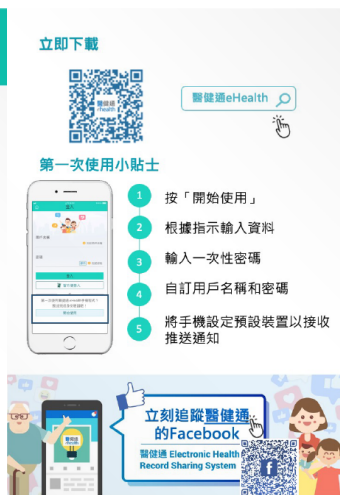 立即下載
醫健通eHealth
第一次使用小貼士
1 按「開始使用」
2 根據指示輸入資料
3 輸入一次性密碼
4 自訂用戶名稱和密碼
5 將手機設定預設裝置以接收
推送通知
立刻追蹤醫健通
的Facebook
醫健通 Electronic Health
Record Sharing System